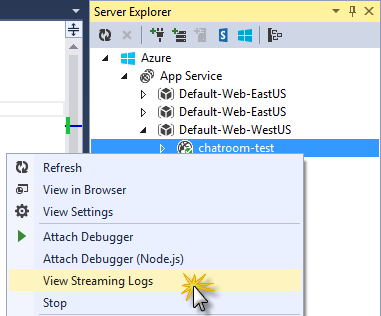 Server Explorer
Azure
App Service
Default-Web-EastUS
Default-Web-EastUS
Default-Web-WestUS
chatroom-test
Refresh
View in Browser
View Settings
Attach Debugger
Attach Debugger (Node.js)
View Streaming Logs
Stop